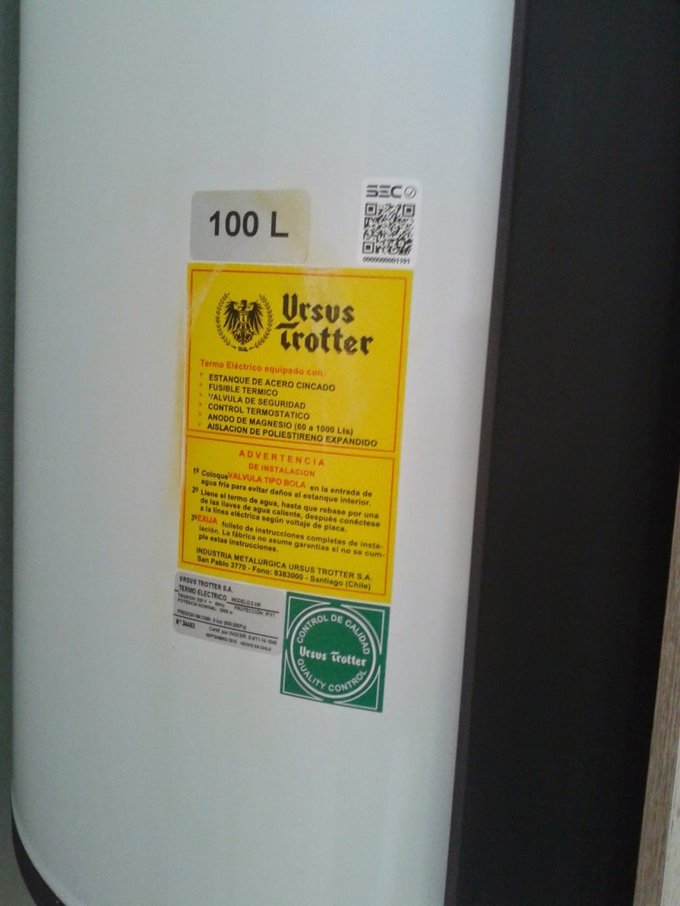 100 L
SEC
Ursus
Trotter
Termo Eléctrico equipado con:
ESTANQUE DE ACERO CINCADO
FUSIBLE TERMICO
VALVULA DE SEGURIDAD
CONTROL TERMOSTATICO
ANODO DE MAGNESIO (60 a 1000 Lts)
AISLACION DE POLIESTIRENO EXPANDIDO
ADVERTENCIA
DE INSTALACION
1º Coloque VALVULA TIPO BOLA en la entrada de
agua fría para evitar daños al estanque interior.
2º Llene el termo de agua, hasta que rebase por una
de las llaves de agua caliente, después conéctese
a la línea eléctrica según voltaje de placa.
EXIJA folleto de instrucciones completas de insta-
lación. La fábrica no asume garantías si no se cum-
ple estas instrucciones.
INDUSTRIA METALURGICA URSUS TROTTER S.A.
San Pablo 3770 - Fono: 8383000 - Santiago (Chile)
URSUS TROTTER S.A.
TERMO ELECTRICO
PROTECCION
POTENCIA NOMINAL:
HECHO EN CHILE
CONTROL DE CALIDAD
Ursus Trotter
QUALITY CONTROL